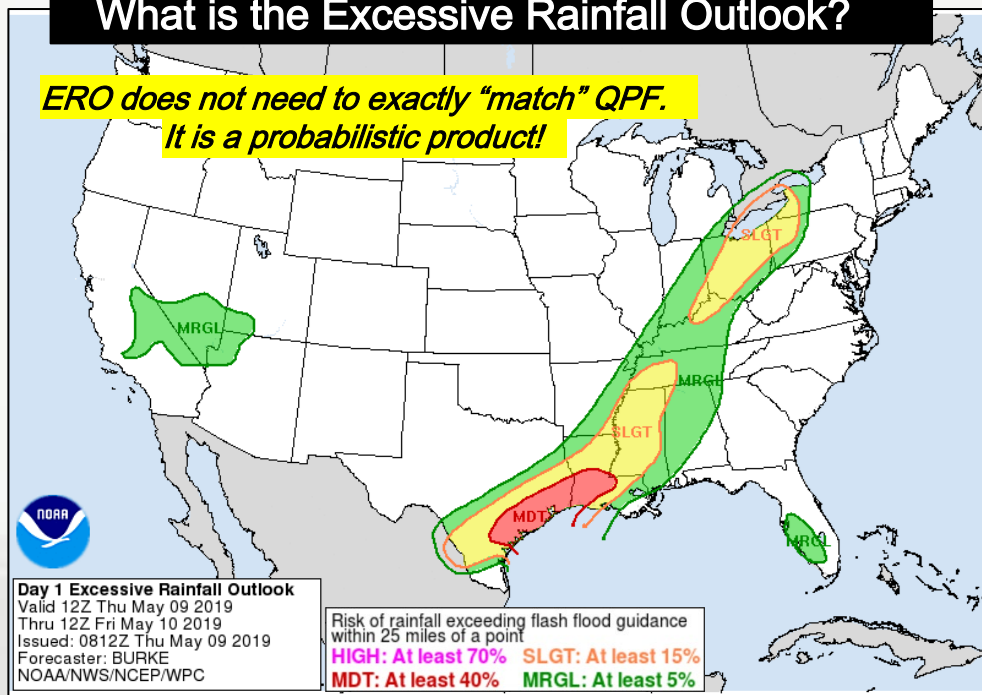 What is the Excessive Rainfall Outlook?
ERO does not need to exactly “match” QPF.
It is a probabilistic product!
SLGT
MRGL
MRGL
SLGT
MDT
MRGL
NOAA
Day 1 Excessive Rainfall Outlook
Valid 12Z Thu May 09 2019
Thru 12Z Fri May 10 2019
Issued: 0812Z Thu May 09 2019
Forecaster: BURKE
NOAA/NWS/NCEP/WPC
Risk of rainfall exceeding flash flood guidance
within 25 miles of a point
HIGH: At least 70% SLGT: At least 15%
MDT: At least 40% MRGL: At least 5%